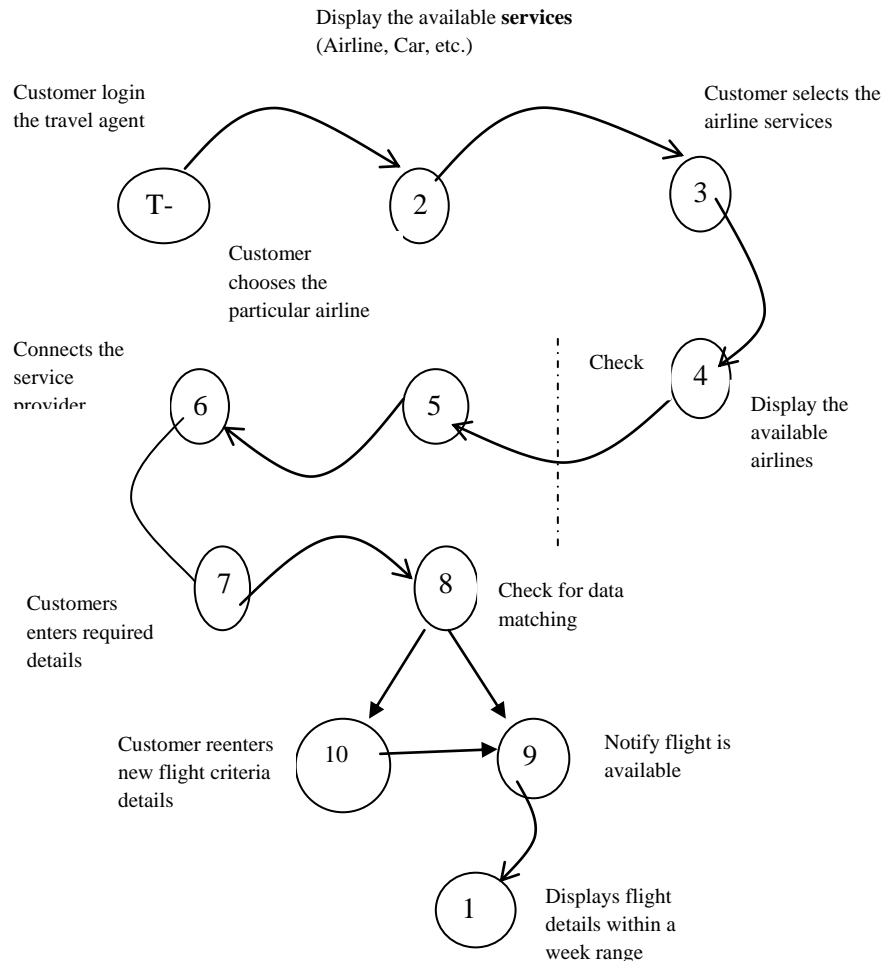 Display the available services
(Airline, Car, etc.)
Customer login
the travel agent
Customer selects the
airline services
T-
2
3
Customer
chooses the
particular airline
Connects the
service
provider
Check
6
5
4
Display the
available
airlines
7
8
Customers
enters required
details
Check for data
matching
Customer reenters
new flight criteria
details
10
9
Notify flight is
available
1
Displays flight
details within a
week range